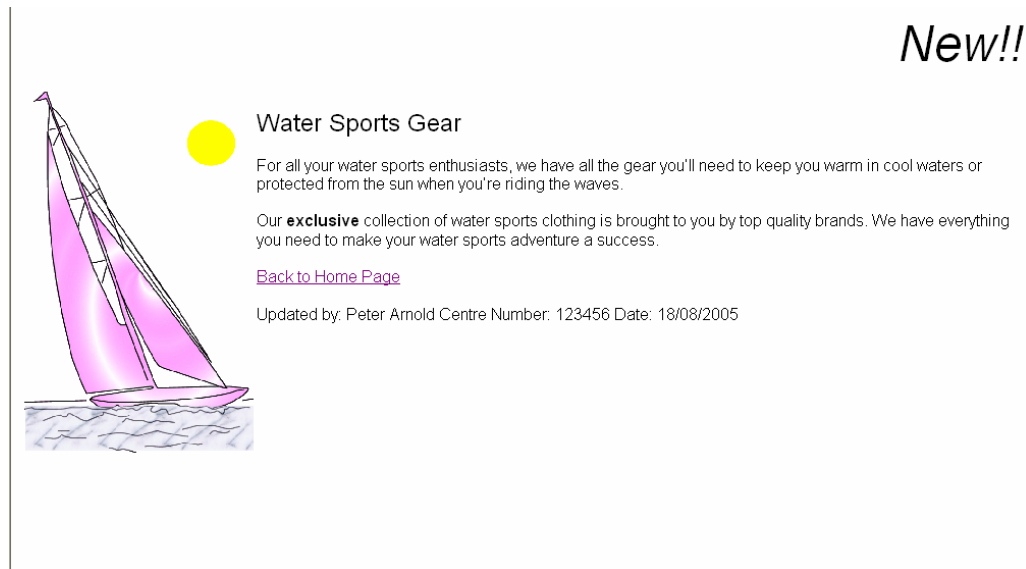 New!!
Water Sports Gear
For all your water sports enthusiasts, we have all the gear you'll need to keep you warm in cool waters or
protected from the sun when you're riding the waves.
Our exclusive collection of water sports clothing is brought to you by top quality brands. We have everything
you need to make your water sports adventure a success.
Back to Home Page
Updated by: Peter Arnold Centre Number: 123456 Date: 18/08/2005